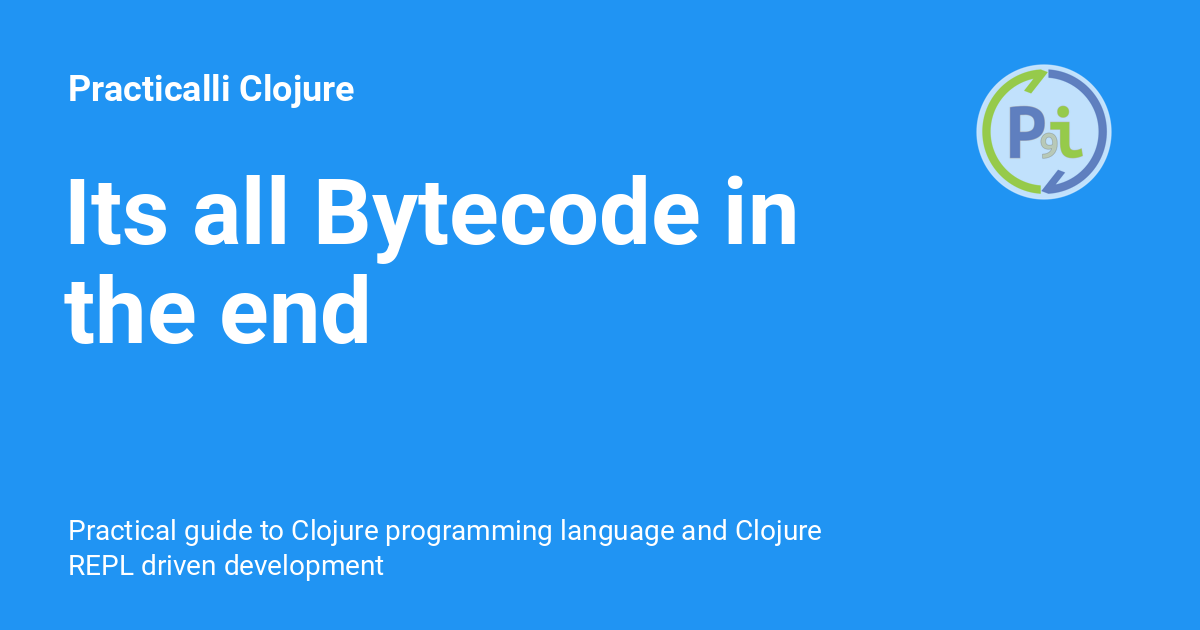 Practicalli Clojure
Its all Bytecode in
the end
Practical guide to Clojure programming language and Clojure
REPL driven development
P9i